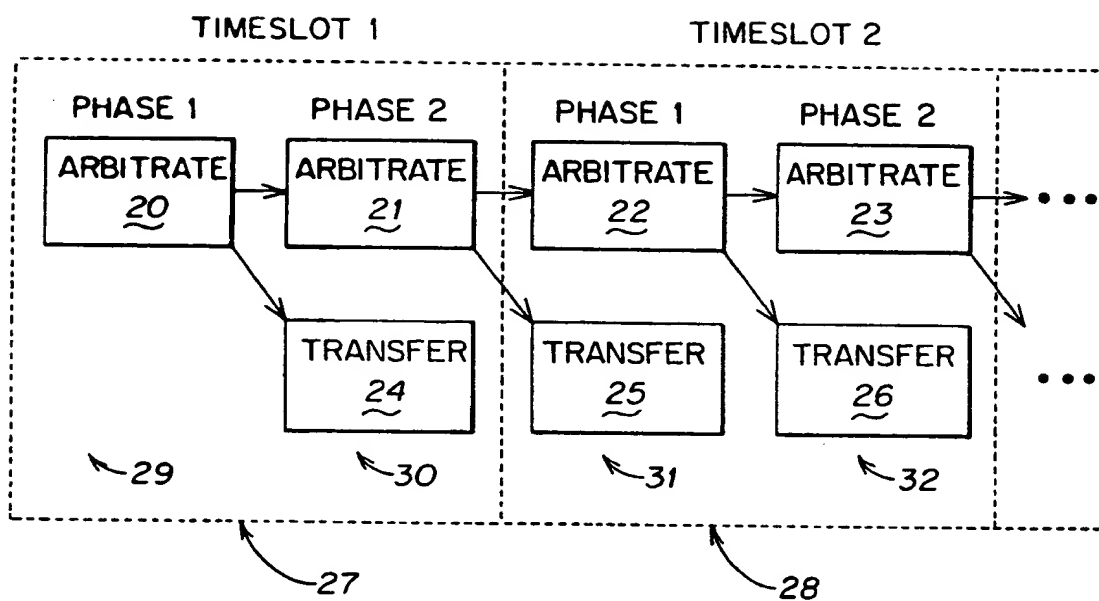 TIMESLOT 1 TIMESLOT 2
PHASE 1 PHASE 2 PHASE 1 PHASE 2
ARBITRATE ARBITRATE ARBITRATE ARBITRATE
20 21 22 23
TRANSFER TRANSFER TRANSFER
24 25 26
29 30 31 32
27 28